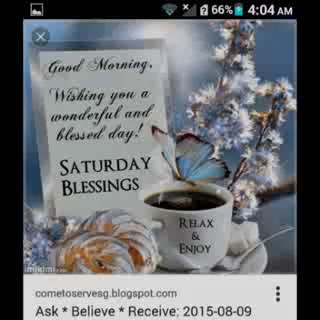 66% 4:04 AM
Good Morning,
Wishing you a
wonderful and
blessed day!
SATURDAY
BLESSINGS
RELAX
&
ENJOY
cometoservesg.blogspot.com
Ask * Believe * Receive: 2015-08-09